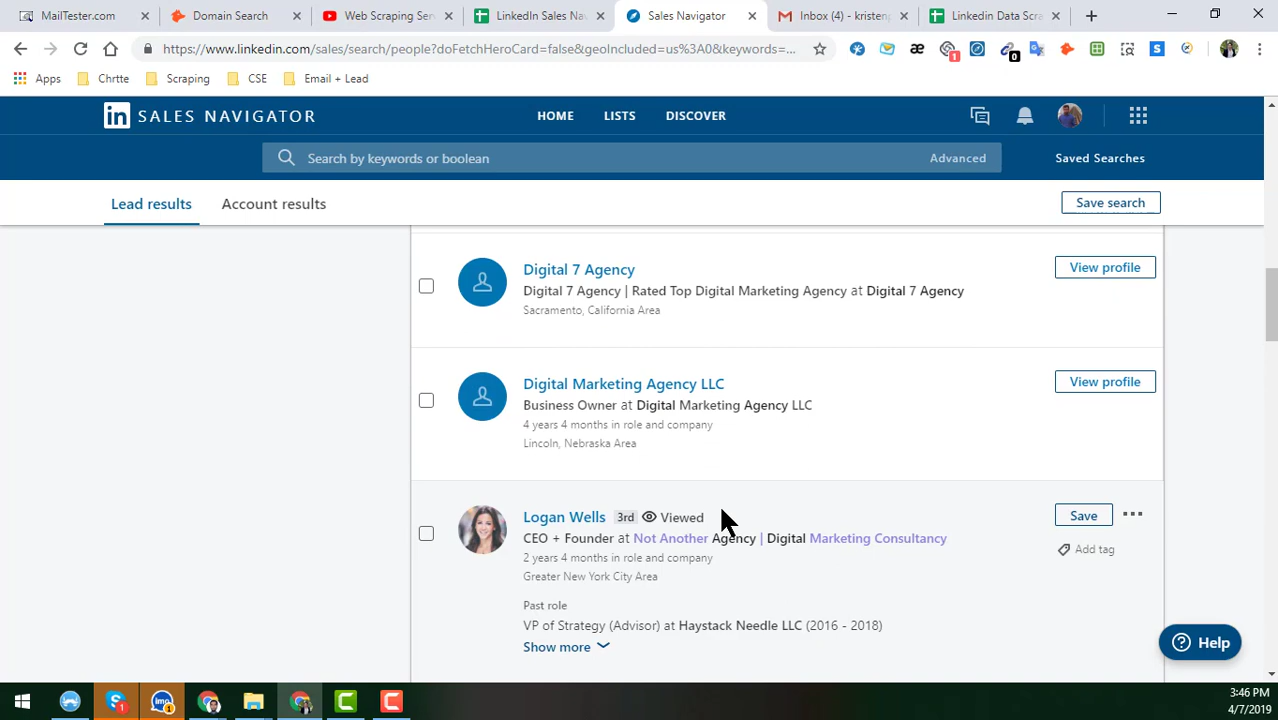 MailTester.com
Domain Search
Web Scraping Ser
LinkedIn Sales Na
Sales Navigator
Inbox (4) - kristenp
Linkedin Data Scra
https://www.linkedin.com/sales/search/people?doFetchHeroCard=false&geoIncluded=us%3A0&keywords=...
Apps Chrtte Scraping CSE Email + Lead
in SALES NAVIGATOR HOME LISTS DISCOVER
Search by keywords or boolean Advanced Saved Searches
Lead results Account results Save search
Digital 7 Agency View profile
Digital 7 Agency | Rated Top Digital Marketing Agency at Digital 7 Agency
Sacramento, California Area
Digital Marketing Agency LLC View profile
Business Owner at Digital Marketing Agency LLC
4 years 4 months in role and company
Lincoln, Nebraska Area
Logan Wells 3rd Viewed Save
CEO + Founder at Not Another Agency | Digital Marketing Consultancy
2 years 4 months in role and company Add tag
Greater New York City Area
Past role
VP of Strategy (Advisor) at Haystack Needle LLC (2016 - 2018)
Show more
Help
3:46 PM
4/7/2019